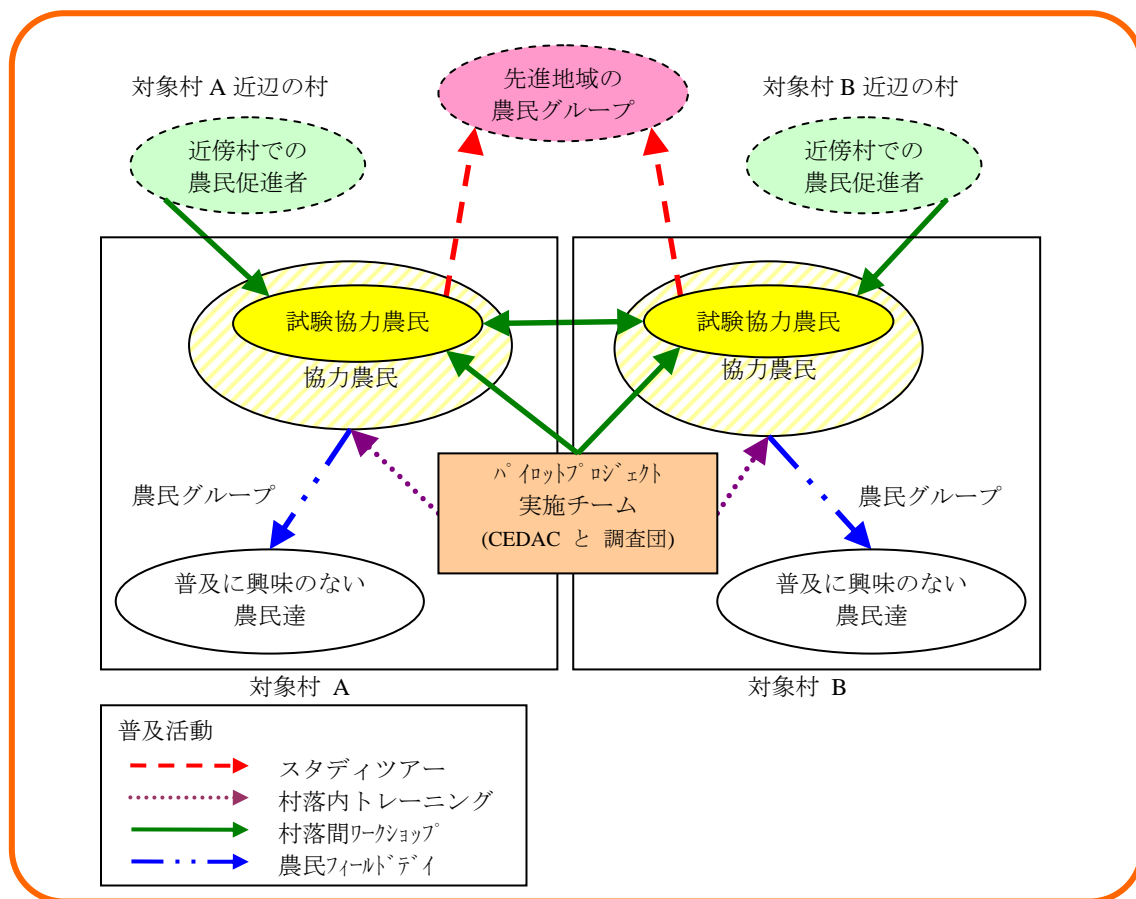 先進地域の
農民グループ
対象村 A 近辺の村
対象村 B 近辺の村
近傍村での
農民促進者
近傍村での
農民促進者
試験協力農民
協力農民
試験協力農民
協力農民
ﾊﾟｲﾛｯﾄﾌﾟﾛｼﾞｪｸﾄ
実施チーム
(CEDAC と 調査団)
農民グループ
農民グループ
普及に興味のない
農民達
普及に興味のない
農民達
対象村 A
対象村 B
普及活動
スタディツアー
村落内トレーニング
村落間ﾜｰｸｼｮｯﾌﾟ
農民ﾌｨｰﾙﾄﾞﾃﾞｲ